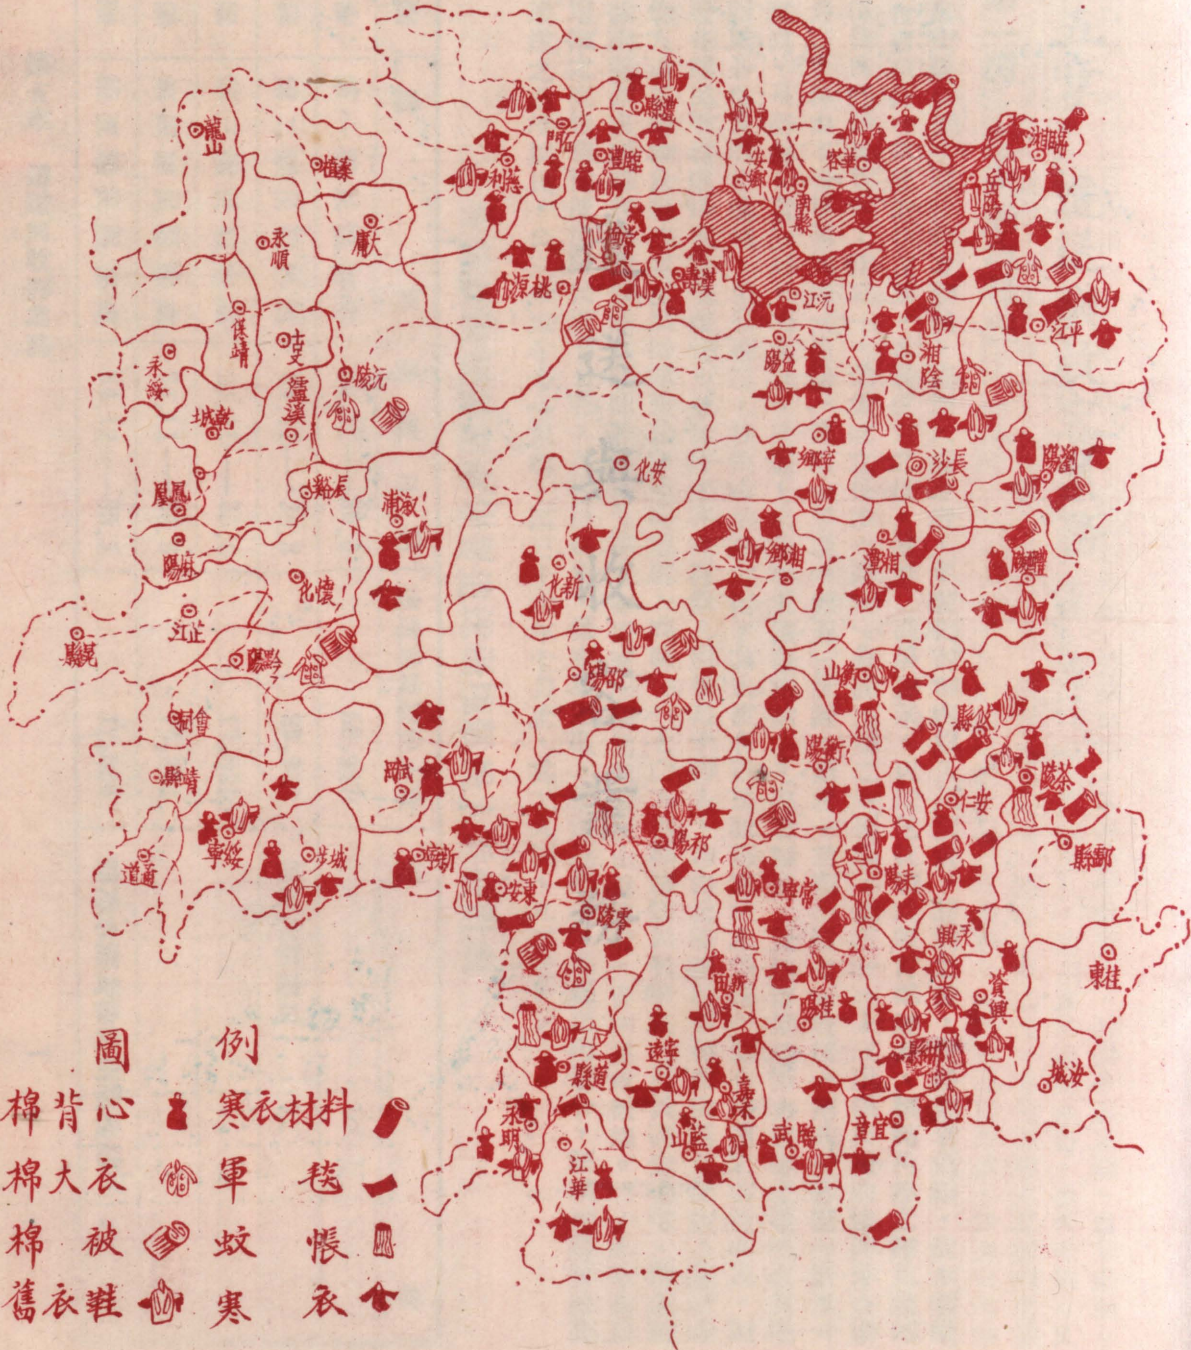 龍山
桑植
永順
大庸
石門
澧縣
臨澧
慈利
安鄉
華容
南縣
臨湘
岳陽
常德
桃源
漢壽
沅江
平江
湘陰
保靖
古丈
永綏
乾城
瀘溪
沅陵
益陽
寧鄉
長沙
瀏陽
安化
鳳凰
辰谿
漵浦
麻陽
懷化
芷江
晃縣
黔陽
新化
湘鄉
湘潭
醴陵
邵陽
衡山
攸縣
會同
靖縣
武岡
衡陽
茶陵
安仁
綏寧
通道
城步
新寧
東安
祁陽
零陵
常寧
耒陽
酃縣
永興
桂東
資興
新田
桂陽
道縣
寧遠
郴縣
汝城
嘉禾
永明
江華
藍山
臨武
宜章
圖例
棉背心 寒衣材料
棉大衣 軍毯
棉被 蚊帳
舊衣鞋 寒衣